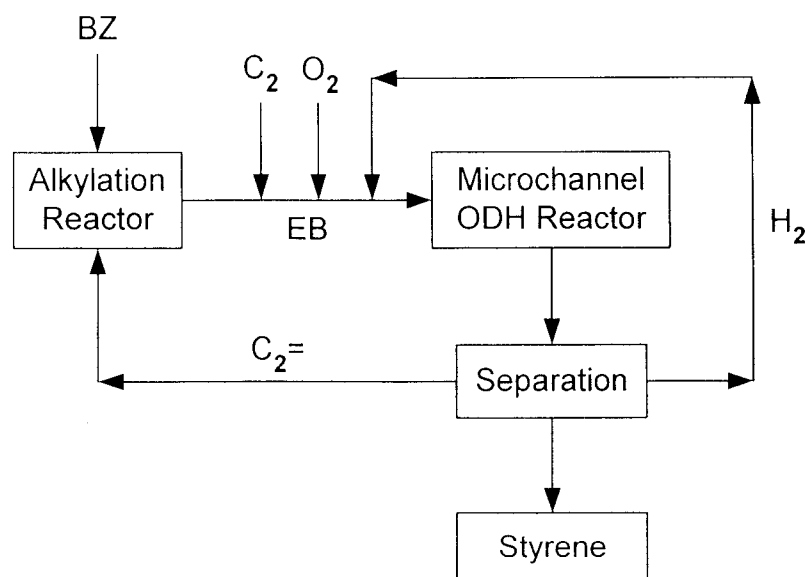 BZ
C2 O2
Alkylation
Reactor
EB
Microchannel
ODH Reactor
H2
C2=
Separation
Styrene